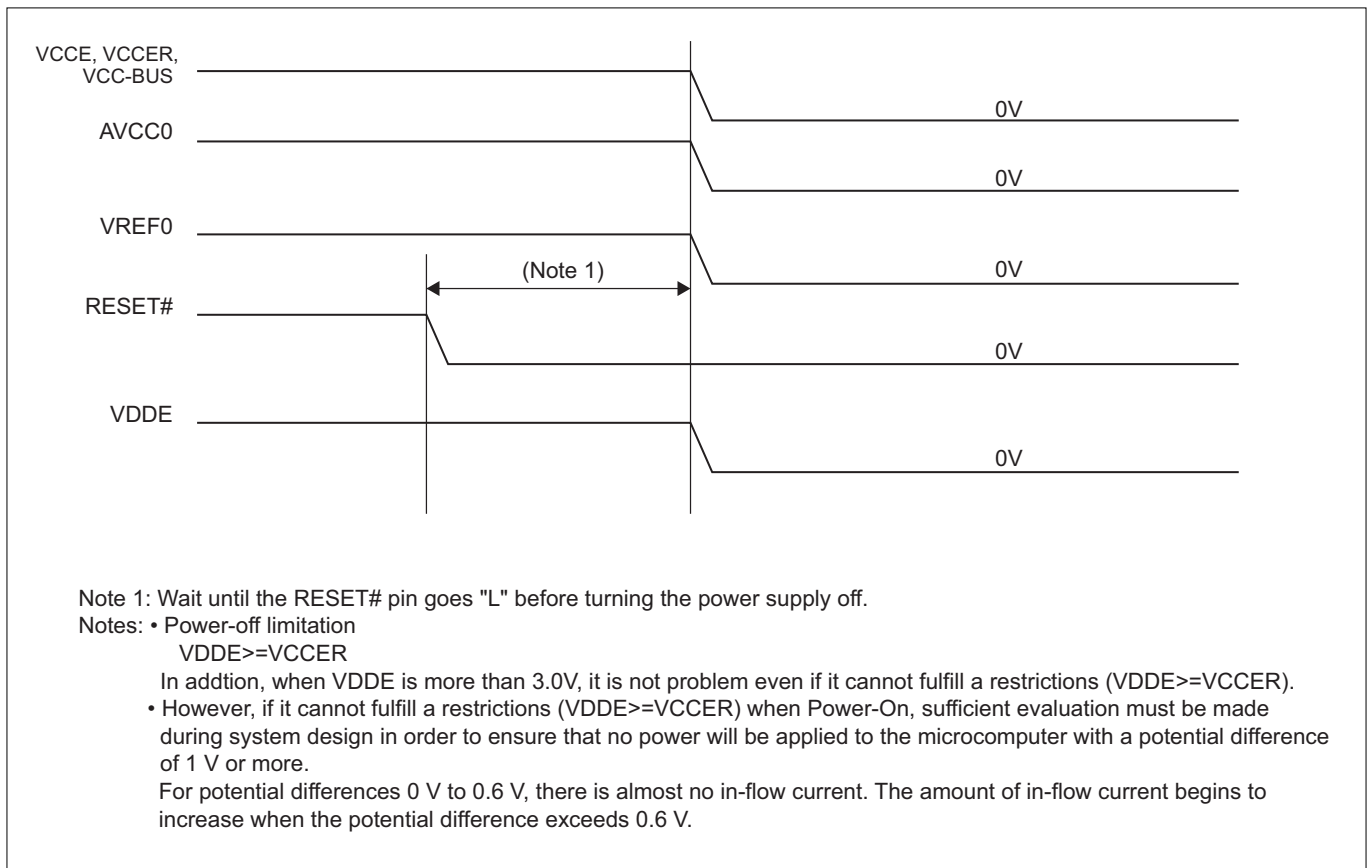 VCCE, VCCER,
VCC-BUS
0V
AVCC0
0V
VREF0
0V
(Note 1)
RESET#
0V
VDDE
0V
Note 1: Wait until the RESET# pin goes "L" before turning the power supply off.
Notes: • Power-off limitation
VDDE>=VCCER
In addtion, when VDDE is more than 3.0V, it is not problem even if it cannot fulfill a restrictions (VDDE>=VCCER).
• However, if it cannot fulfill a restrictions (VDDE>=VCCER) when Power-On, sufficient evaluation must be made
during system design in order to ensure that no power will be applied to the microcomputer with a potential difference
of 1 V or more.
For potential differences 0 V to 0.6 V, there is almost no in-flow current. The amount of in-flow current begins to
increase when the potential difference exceeds 0.6 V.